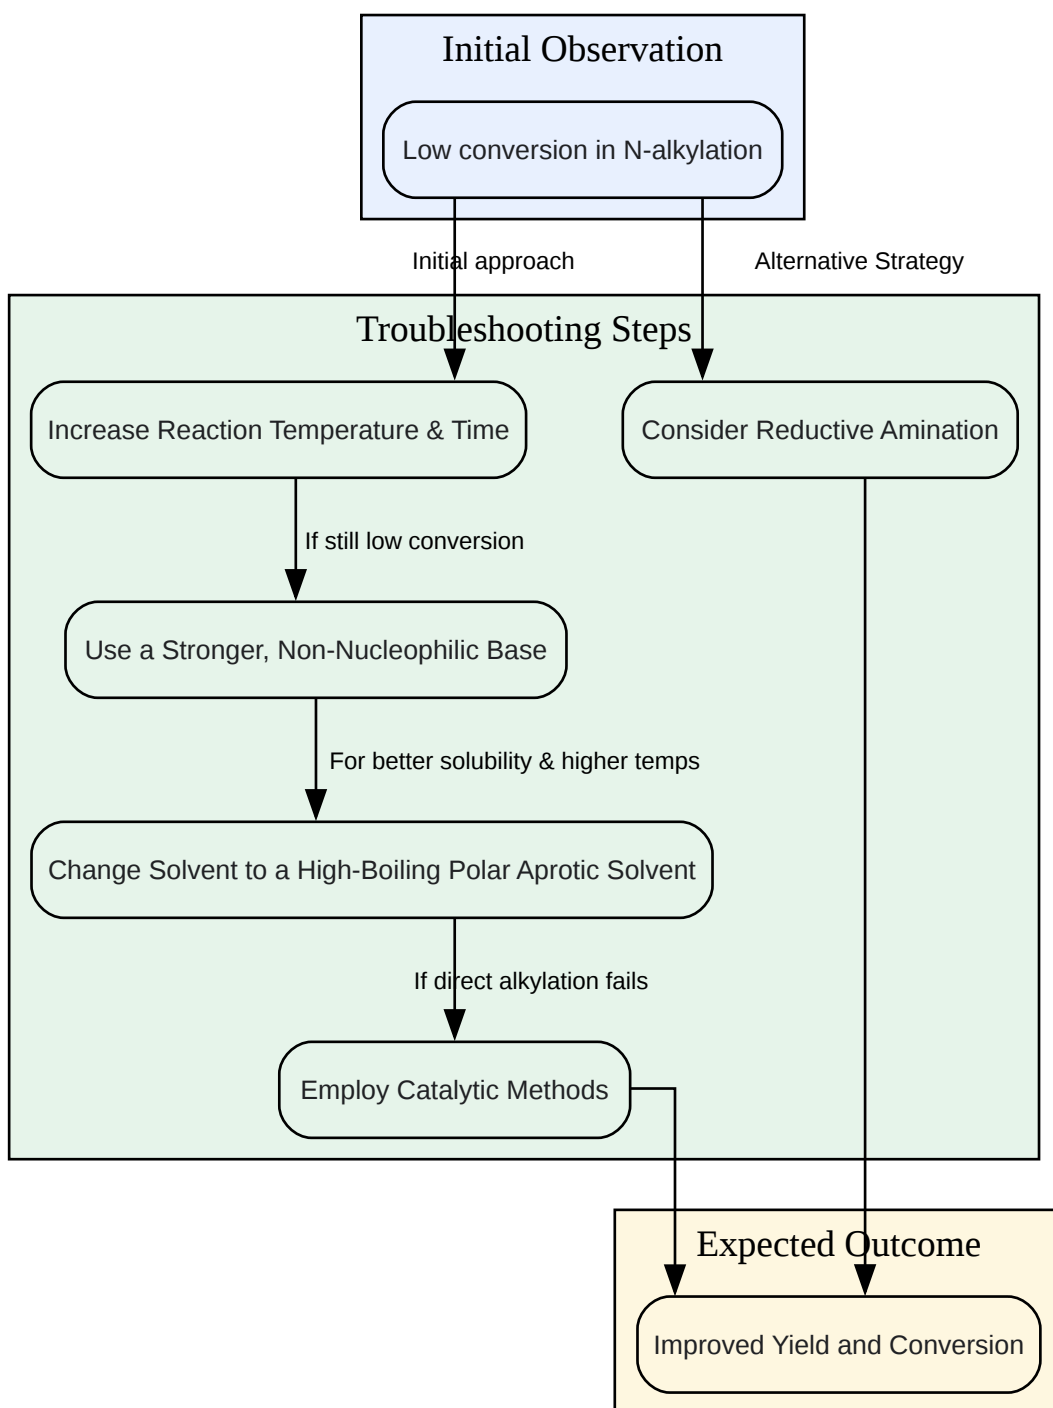 Initial Observation
Low conversion in N-alkylation
Initial approach
Alternative Strategy
Troubleshooting Steps
Increase Reaction Temperature & Time
Consider Reductive Amination
If still low conversion
Use a Stronger, Non-Nucleophilic Base
For better solubility & higher temps
Change Solvent to a High-Boiling Polar Aprotic Solvent
If direct alkylation fails
Employ Catalytic Methods
Expected Outcome
Improved Yield and Conversion